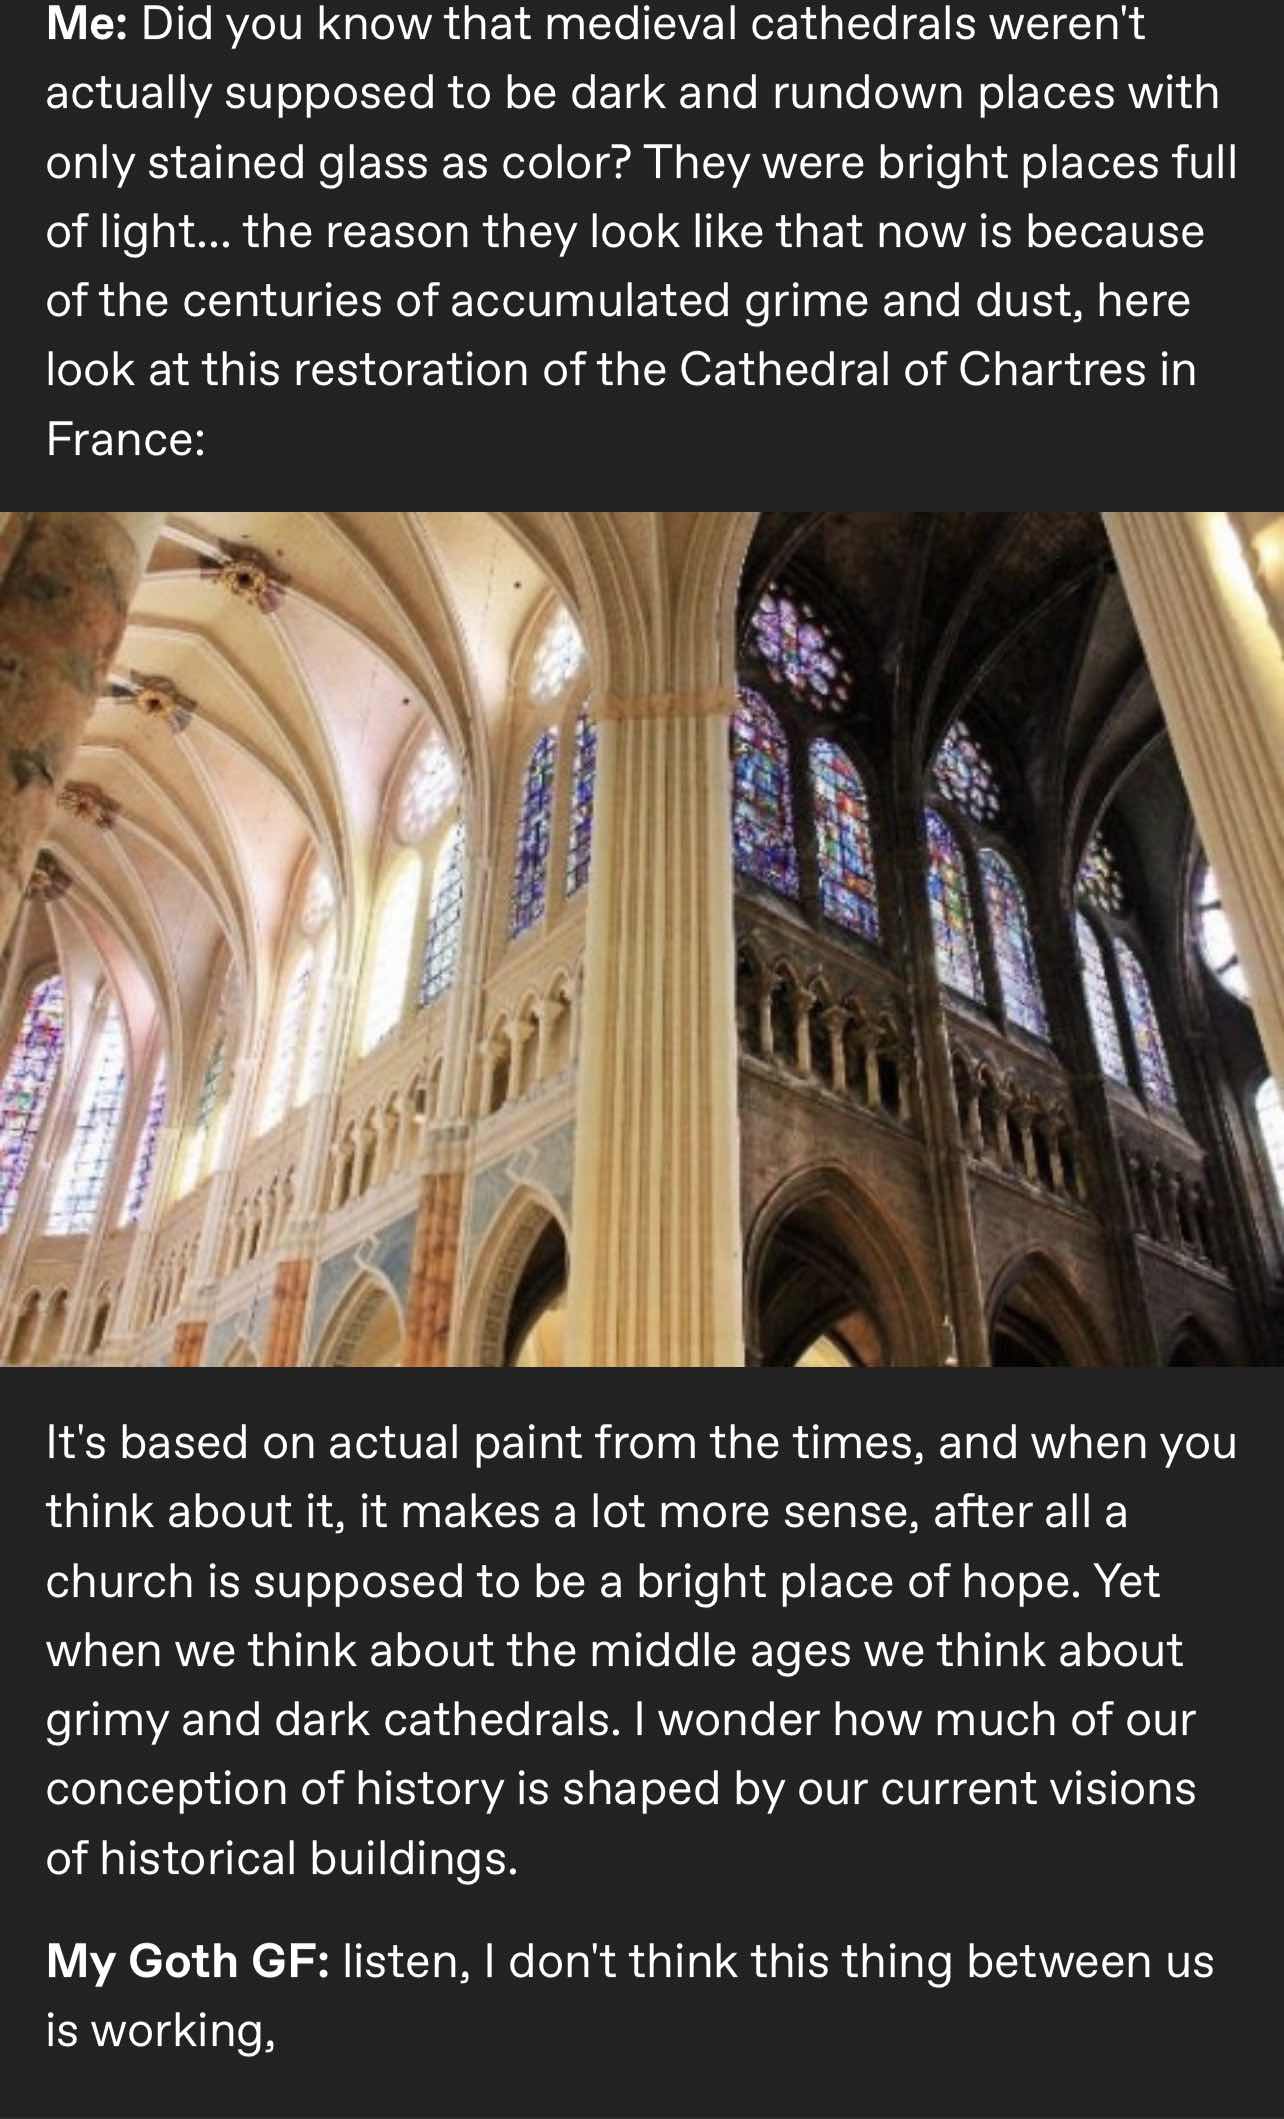 Me: Did you know that medieval cathedrals weren't
actually supposed to be dark and rundown places with
only stained glass as color? They were bright places full
of light... the reason they look like that now is because
of the centuries of accumulated grime and dust, here
look at this restoration of the Cathedral of Chartres in
France:
It's based on actual paint from the times, and when you
think about it, it makes a lot more sense, after all a
church is supposed to be a bright place of hope. Yet
when we think about the middle ages we think about
grimy and dark cathedrals. I wonder how much of our
conception of history is shaped by our current visions
of historical buildings.
My Goth GF: listen, I don't think this thing between us
is working,